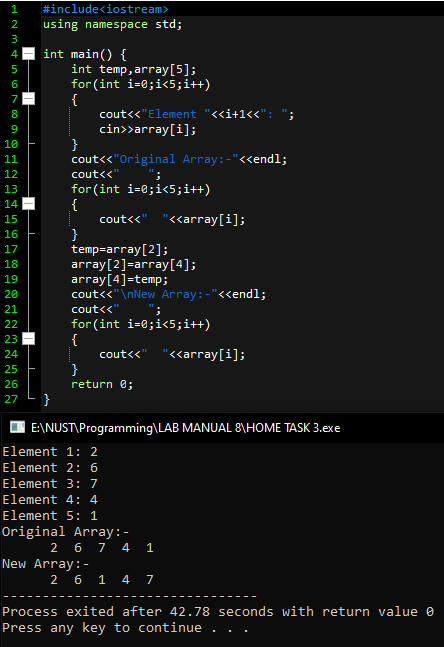 1 #include<iostream>
2 using namespace std;
3
4 int main() {
5     int temp,array[5];
6     for(int i=0;i<5;i++)
7     {
8         cout<<"Element "<<i+1<<": ";
9         cin>>array[i];
10     }
11     cout<<"Original Array:-"<<endl;
12     cout<<"    ";
13     for(int i=0;i<5;i++)
14     {
15         cout<<"  "<<array[i];
16     }
17     temp=array[2];
18     array[2]=array[4];
19     array[4]=temp;
20     cout<<"\nNew Array:-"<<endl;
21     cout<<"    ";
22     for(int i=0;i<5;i++)
23     {
24         cout<<"  "<<array[i];
25     }
26     return 0;
27 }
E:\NUST\Programming\LAB MANUAL 8\HOME TASK 3.exe
Element 1: 2
Element 2: 6
Element 3: 7
Element 4: 4
Element 5: 1
Original Array:-
      2  6  7  4  1
New Array:-
      2  6  1  4  7
--------------------------------
Process exited after 42.78 seconds with return value 0
Press any key to continue . . .